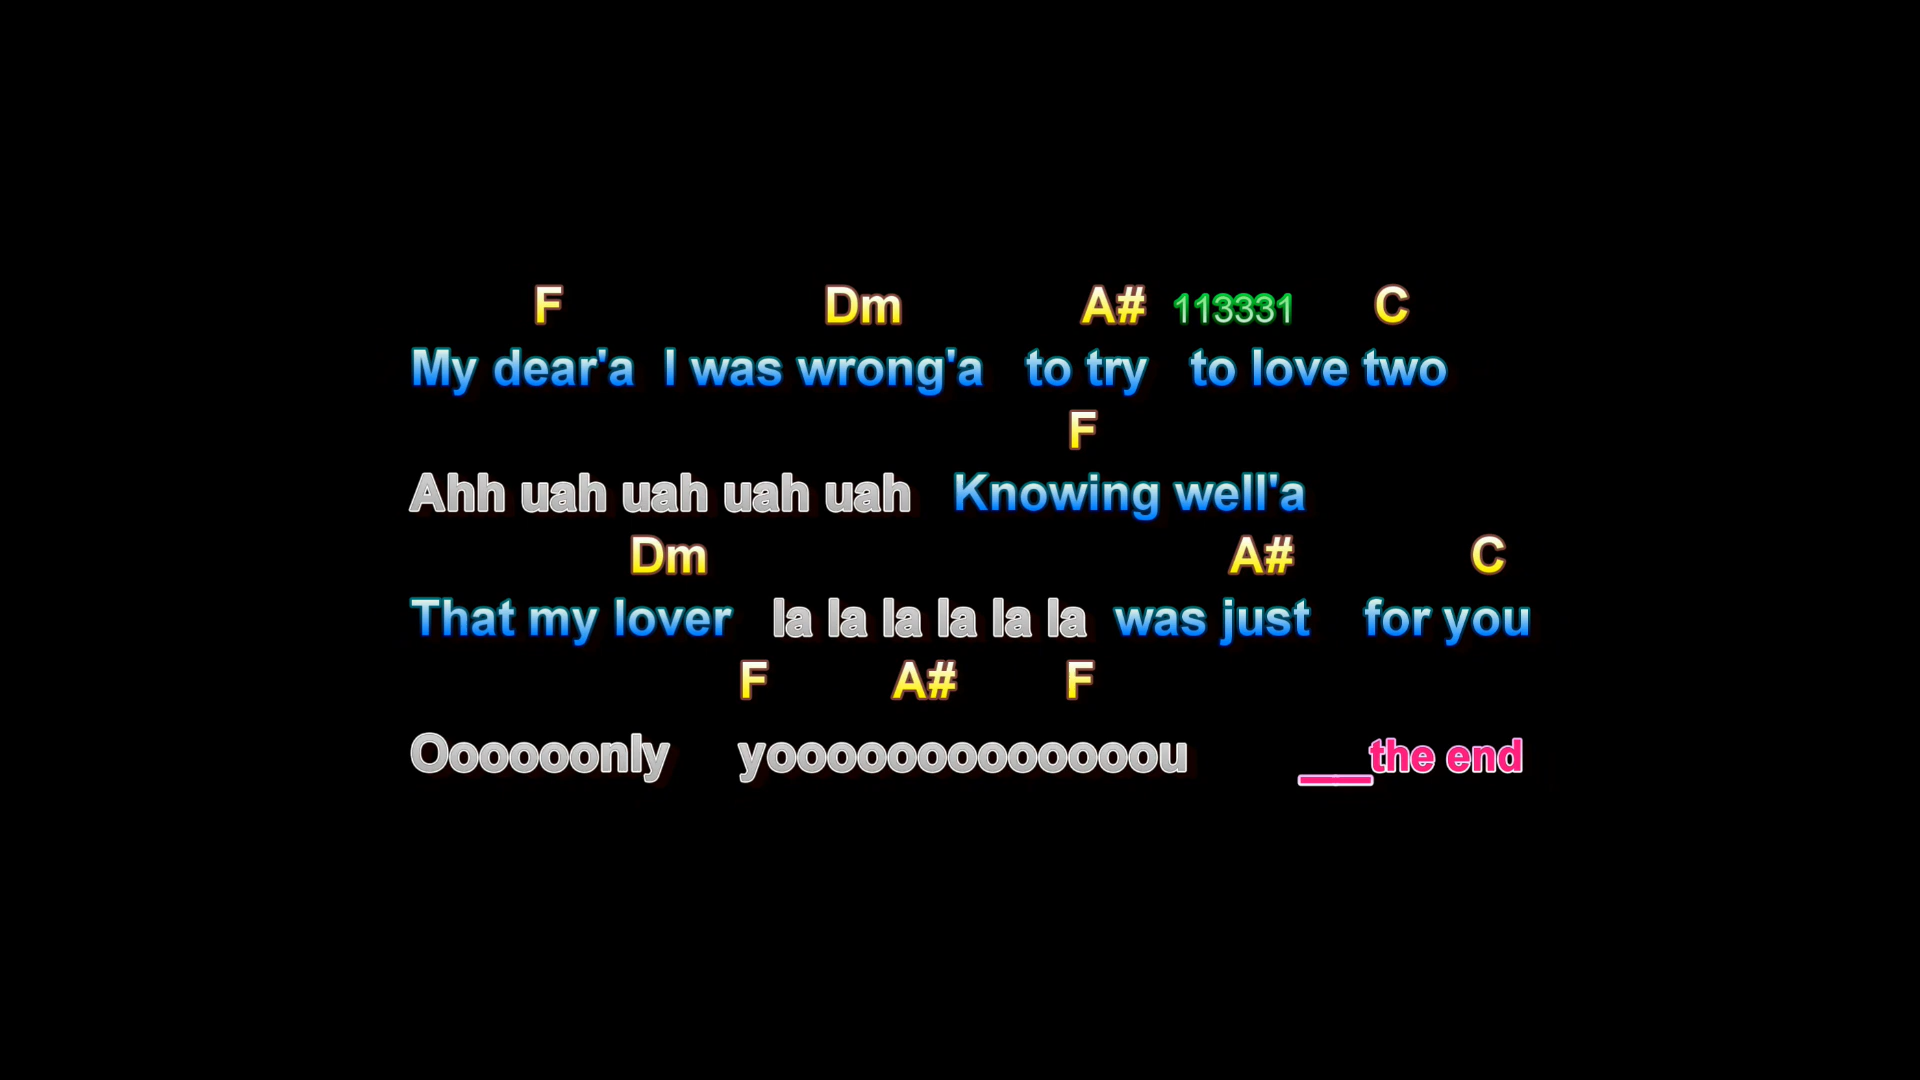 F Dm A# 113331 C
My dear'a I was wrong'a to try to love two
F
Ahh uah uah uah uah Knowing well'a
Dm A# C
That my lover la la la la la la was just for you
F A# F
Oooooonly yoooooooooooooou ___the end